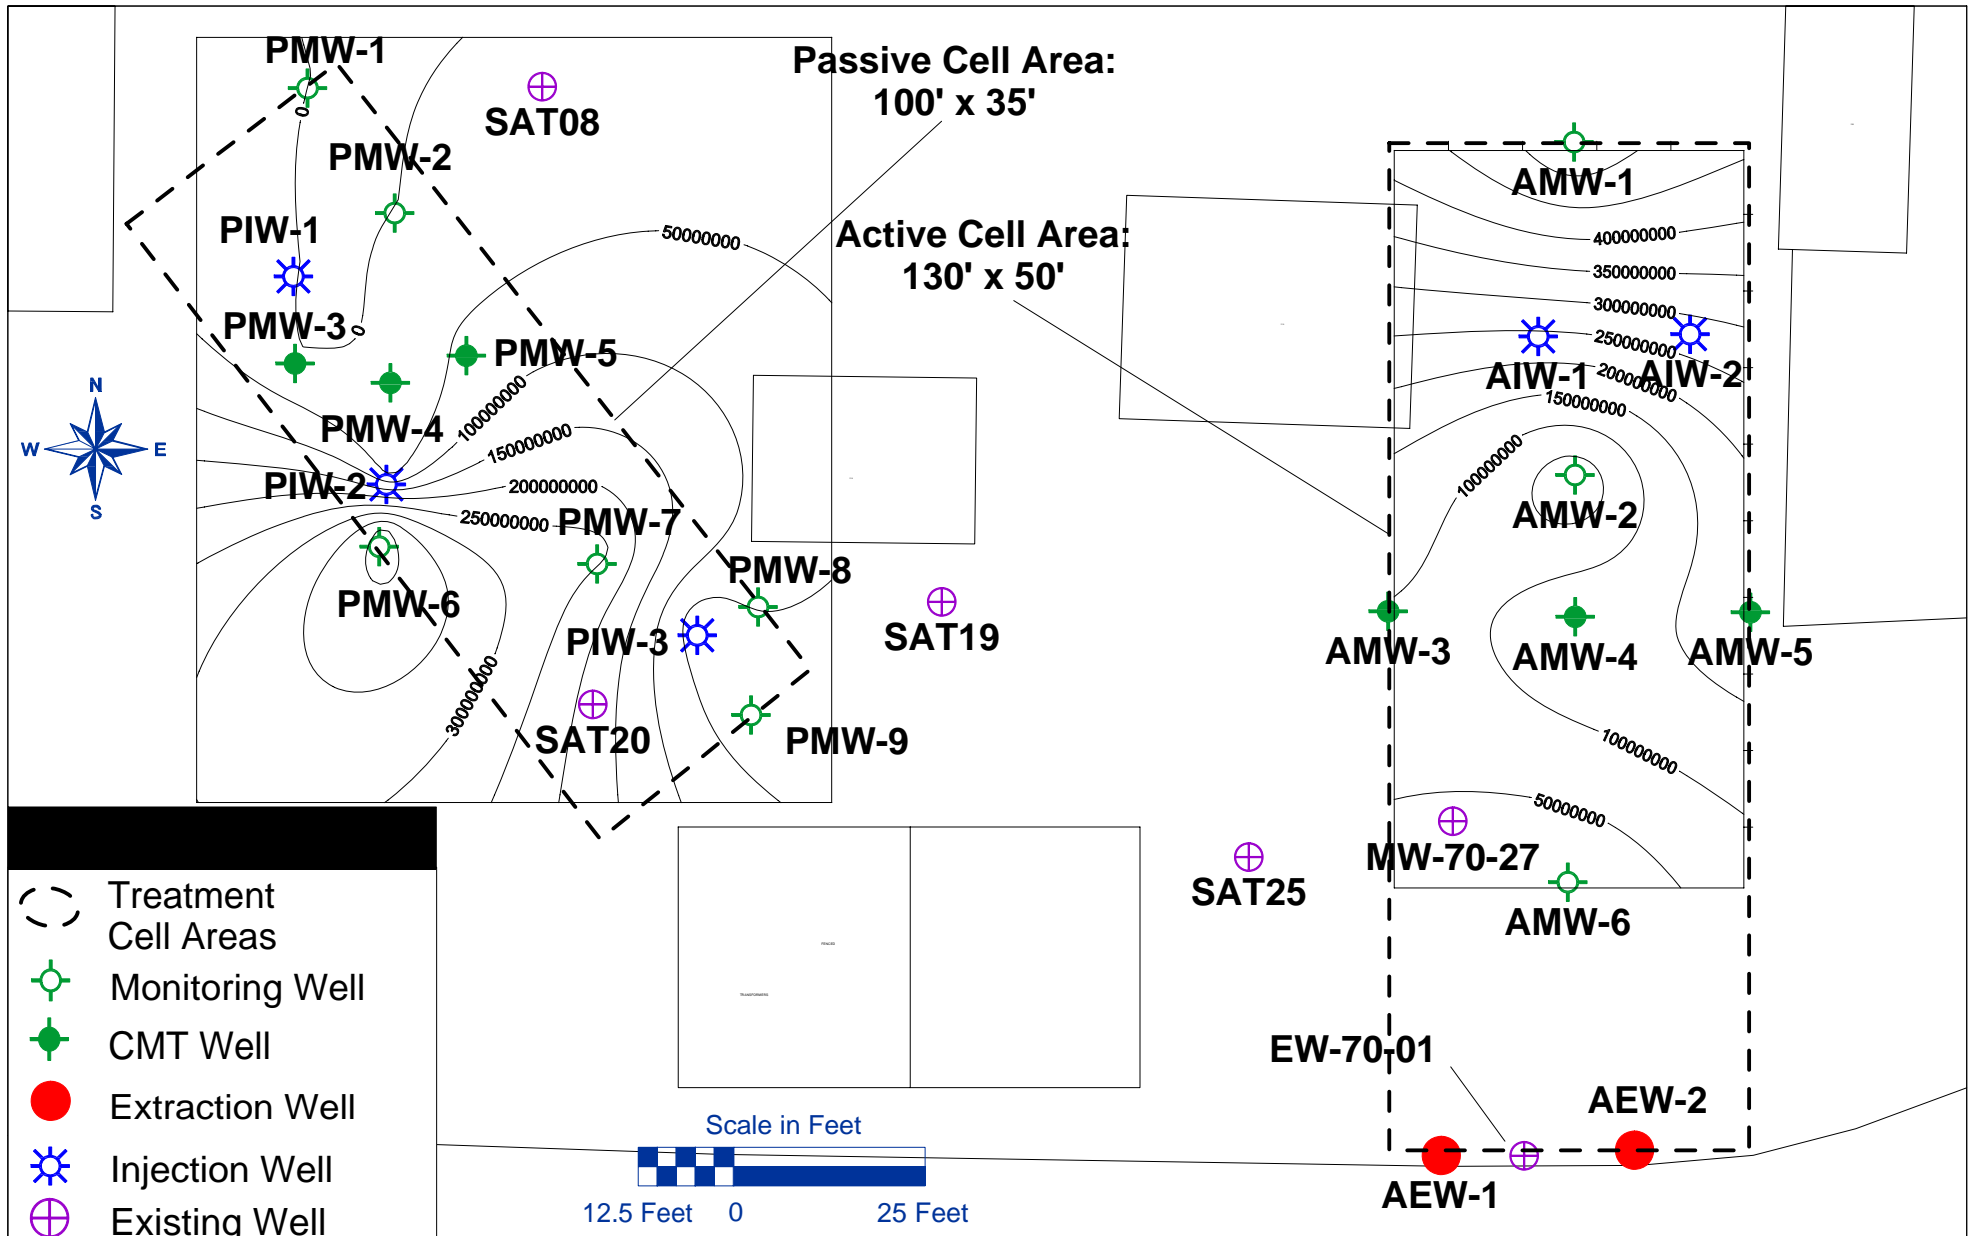 PMW-1
SAT08
Passive Cell Area:
100' x 35'
0
PMW-2
AMW-1
PIW-1
50000000
Active Cell Area:
130' x 50'
400000000
350000000
300000000
250000000
200000000
150000000
PMW-3
0
PMW-5
AIW-1
AIW-2
N
W
E
S
PMW-4
100000000
150000000
100000000
PIW-2
200000000
250000000
PMW-7
AMW-2
PMW-8
PMW-6
PIW-3
SAT19
AMW-3
AMW-4
AMW-5
300000000
SAT20
PMW-9
100000000
50000000
MW-70-27
SAT25
AMW-6
Treatment
Cell Areas
Monitoring Well
CMT Well
Extraction Well
Injection Well
Existing Well
FENCED
TRANSFORMERS
EW-70-01
AEW-2
AEW-1
Scale in Feet
12.5 Feet
0
25 Feet